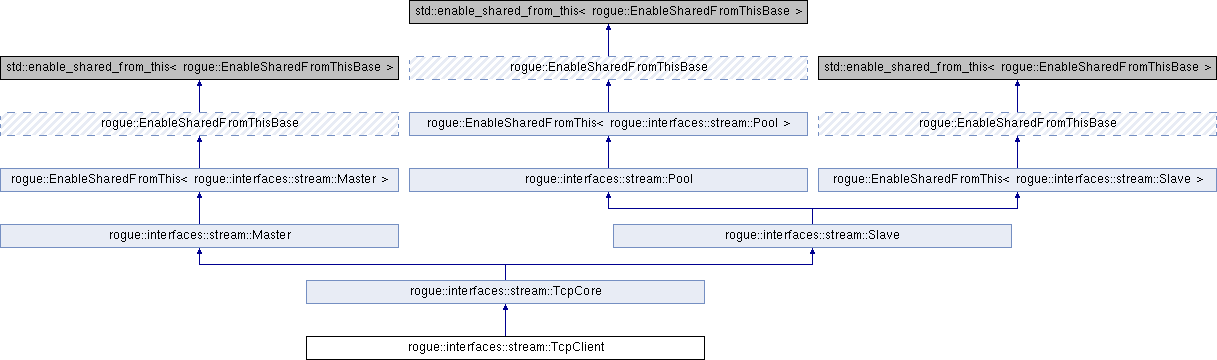 std::enable_shared_from_this< rogue::EnableSharedFromThisBase >
std::enable_shared_from_this< rogue::EnableSharedFromThisBase >
rogue::EnableSharedFromThisBase
std::enable_shared_from_this< rogue::EnableSharedFromThisBase >
rogue::EnableSharedFromThisBase
rogue::EnableSharedFromThis< rogue::interfaces::stream::Pool >
rogue::EnableSharedFromThisBase
rogue::EnableSharedFromThis< rogue::interfaces::stream::Master >
rogue::interfaces::stream::Pool
rogue::EnableSharedFromThis< rogue::interfaces::stream::Slave >
rogue::interfaces::stream::Master
rogue::interfaces::stream::Slave
rogue::interfaces::stream::TcpCore
rogue::interfaces::stream::TcpClient